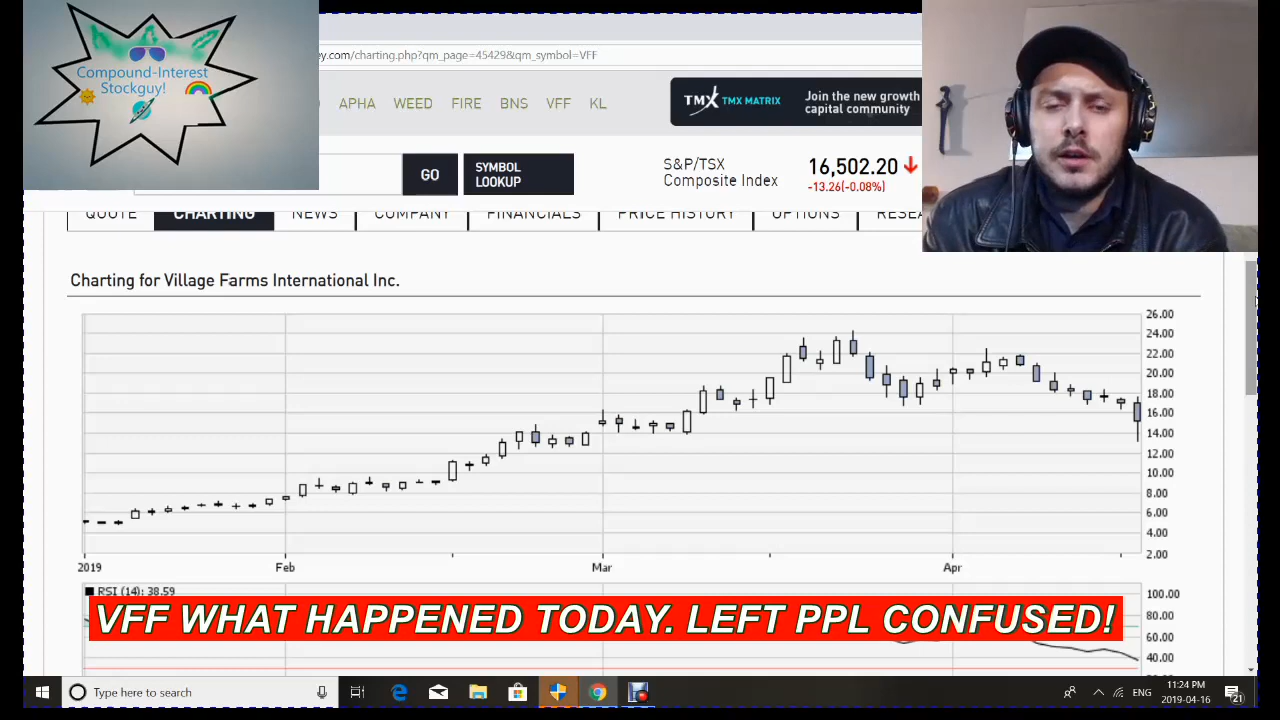 Compound-Interest
Stockguy!
ey.com/charting.php?qm_page=45429&qm_symbol=VFF
APHA WEED FIRE BNS VFF KL
TMX TMX MATRIX
Join the new growth
capital community
GO
SYMBOL
LOOKUP
S&P/TSX
Composite Index
16,502.20
-13.26(-0.08%)
QUOTE CHARTING NEWS COMPANY FINANCIALS PRICE HISTORY OPTIONS RESEA
Charting for Village Farms International Inc.
26.00
24.00
22.00
20.00
18.00
16.00
14.00
12.00
10.00
8.00
6.00
4.00
2.00
2019 Feb Mar Apr
RSI (14): 38.59
100.00
80.00
60.00
40.00
VFF WHAT HAPPENED TODAY. LEFT PPL CONFUSED!
Type here to search
ENG
11:24 PM
2019-04-16
21